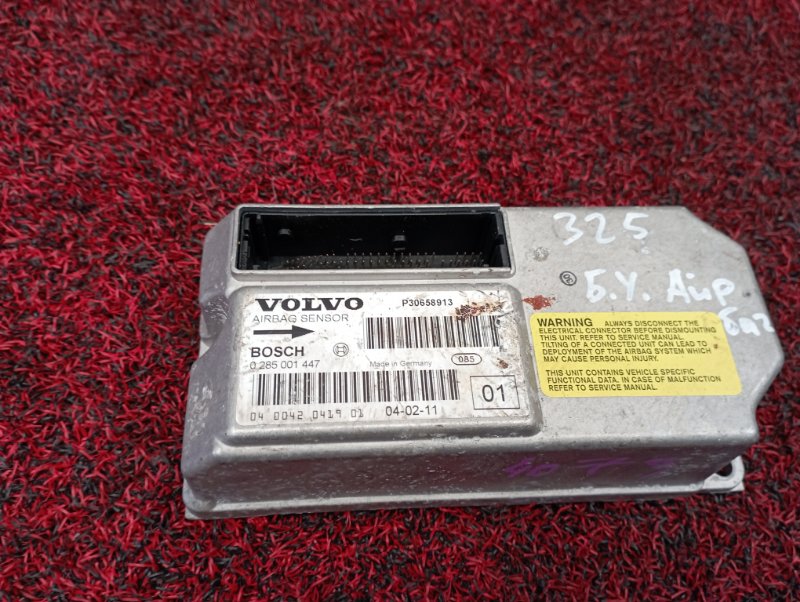 325
Б.У. Аир
баг
VOLVO
P30658913
AIRBAG SENSOR
BOSCH
0 285 001 447
Made in Germany
085
04 0042 0419 01
04-02-11
01
WARNING ALWAYS DISCONNECT THE
ELECTRICAL CONNECTOR BEFORE DISMOUNTING
THIS UNIT. REFER TO SERVICE MANUAL.
TILTING OF A CONNECTED UNIT CAN LEAD TO
DEPLOYMENT OF THE AIRBAG SYSTEM WHICH
MAY CAUSE PERSONAL INJURY.
THIS UNIT CONTAINS VEHICLE SPECIFIC
FUNCTIONAL DATA. IN CASE OF MALFUNCTION
REFER TO SERVICE MANUAL.